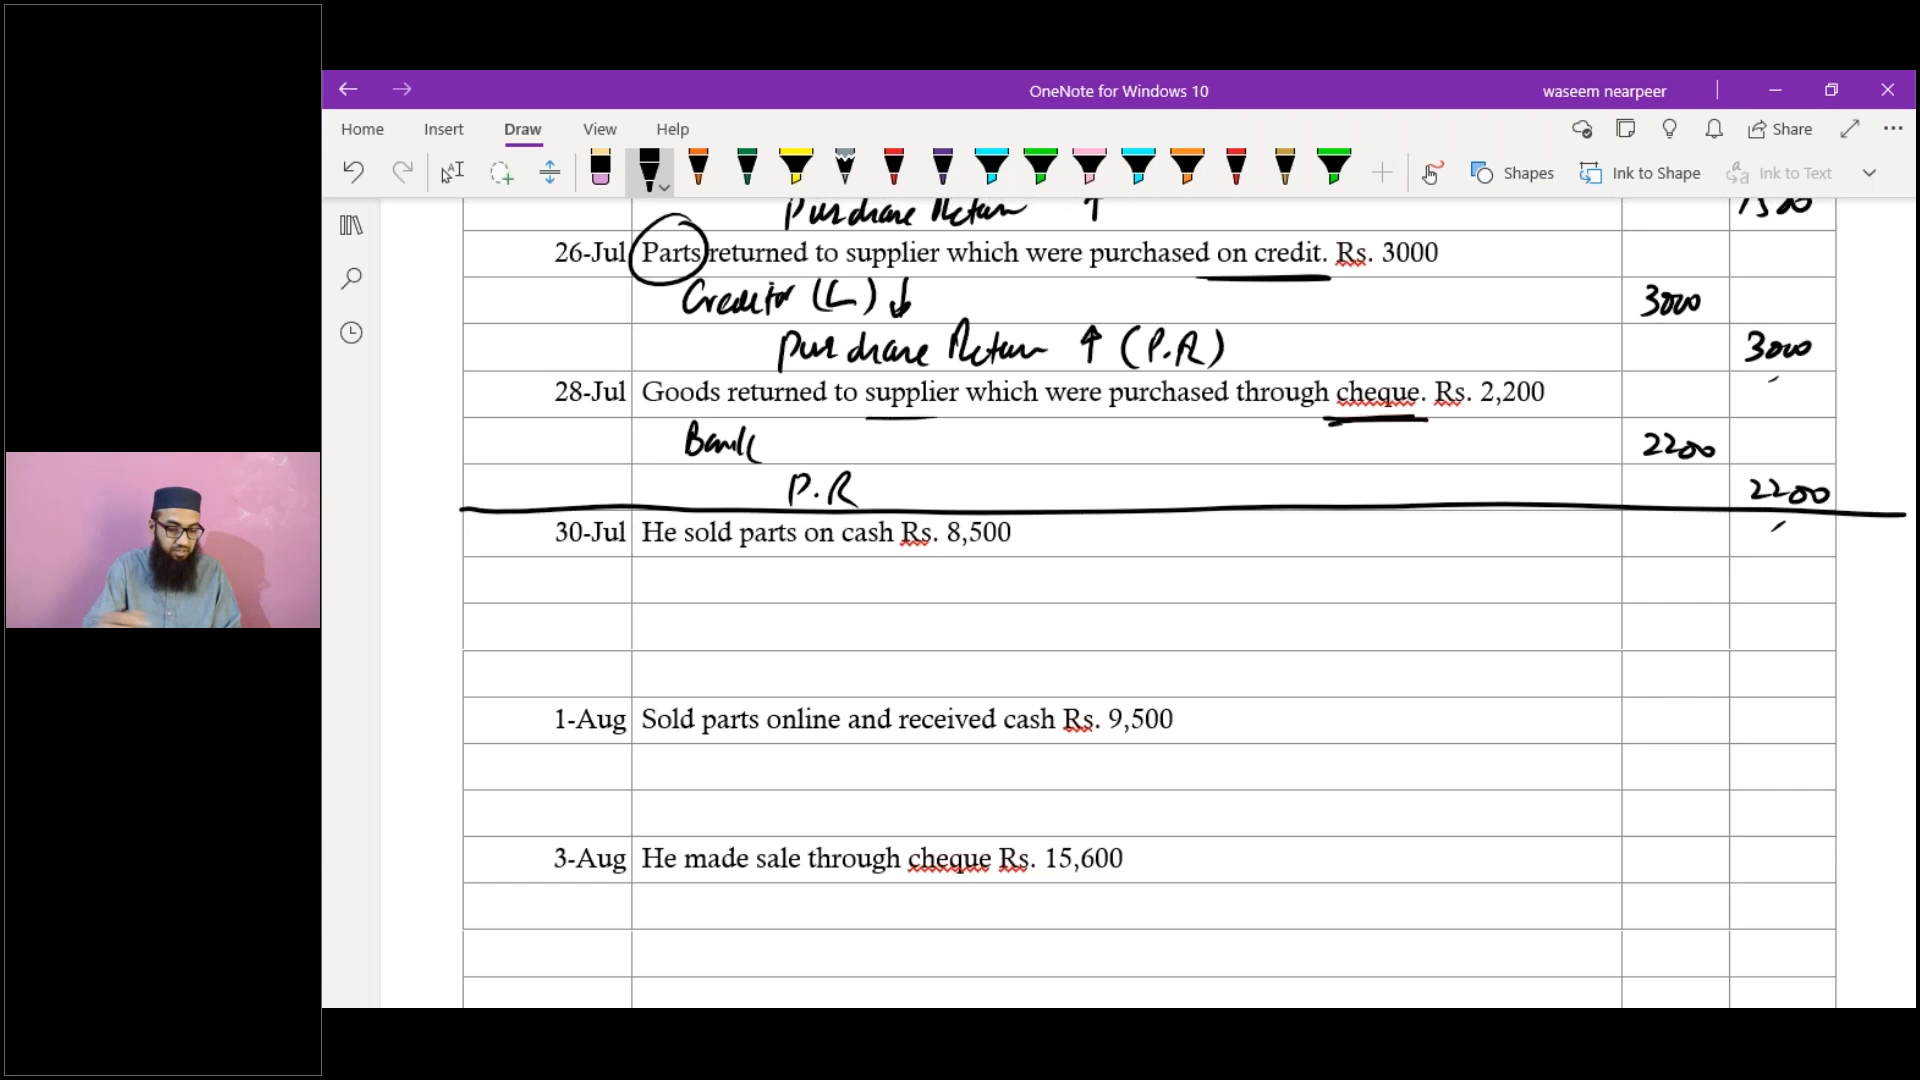 OneNote for Windows 10
waseem nearpeer
Home Insert Draw View Help
Share
Shapes Ink to Shape Ink to Text
Purchase Return ↑ 1500
26-Jul Parts returned to supplier which were purchased on credit. Rs. 3000
Creditor (L) ↓ 3000
Purchase Return ↑ (P.R) 3000
28-Jul Goods returned to supplier which were purchased through cheque. Rs. 2,200
Bank 2200
P.R 2200
30-Jul He sold parts on cash Rs. 8,500
1-Aug Sold parts online and received cash Rs. 9,500
3-Aug He made sale through cheque Rs. 15,600